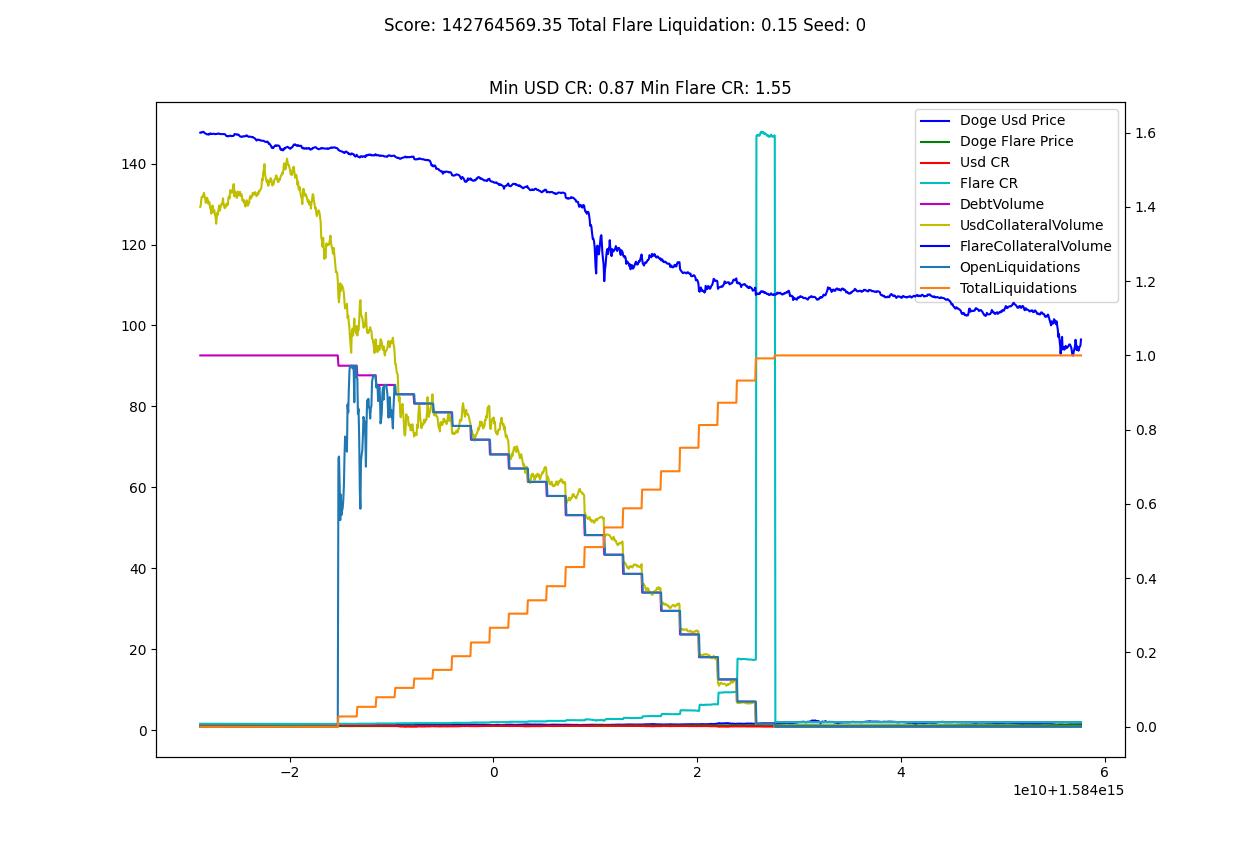 Score: 142764569.35 Total Flare Liquidation: 0.15 Seed: 0
Min USD CR: 0.87 Min Flare CR: 1.55
Doge Usd Price
Doge Flare Price
Usd CR
Flare CR
DebtVolume
UsdCollateralVolume
FlareCollateralVolume
OpenLiquidations
TotalLiquidations
140
120
100
80
60
40
20
0
1.6
1.4
1.2
1.0
0.8
0.6
0.4
0.2
0.0
−2
0
2
4
6
1e10+1.584e15